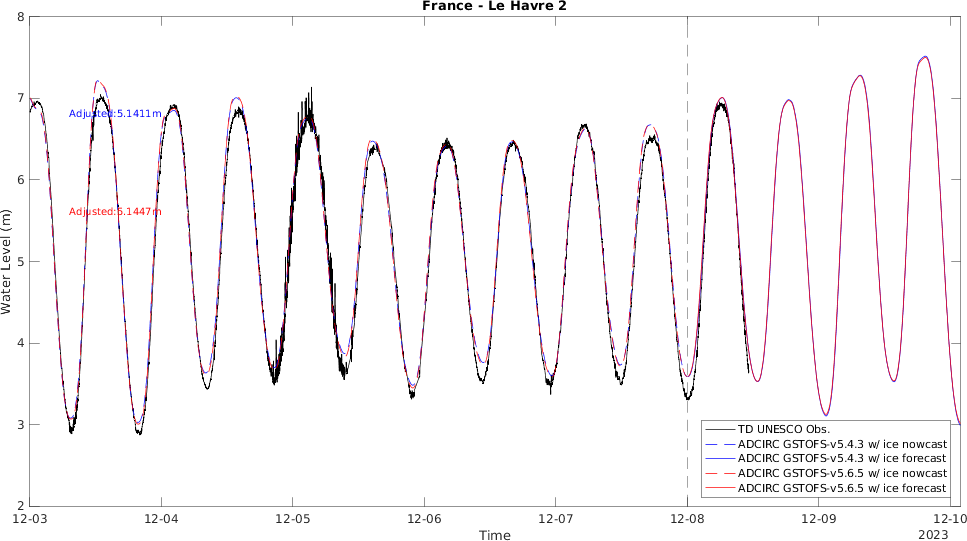 France - Le Havre 2
8
7
6
5
4
3
2
Water Level (m)
Adjusted:5.1411m
Adjusted:5.1447m
TD UNESCO Obs.
ADCIRC GSTOFS-v5.4.3 w/ ice nowcast
ADCIRC GSTOFS-v5.4.3 w/ ice forecast
ADCIRC GSTOFS-v5.6.5 w/ ice nowcast
ADCIRC GSTOFS-v5.6.5 w/ ice forecast
12-03 12-04 12-05 12-06 12-07 12-08 12-09 12-10
Time
2023